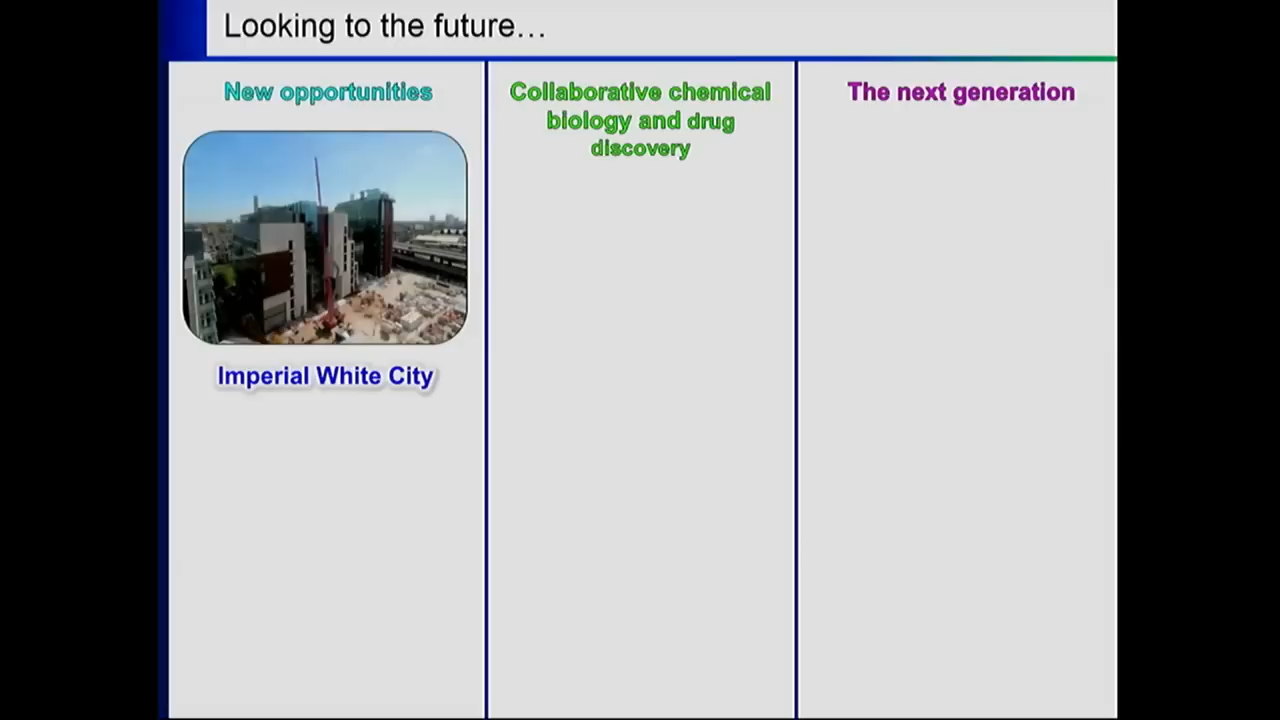 Looking to the future…
New opportunities
Imperial White City
Collaborative chemical
biology and drug
discovery
The next generation